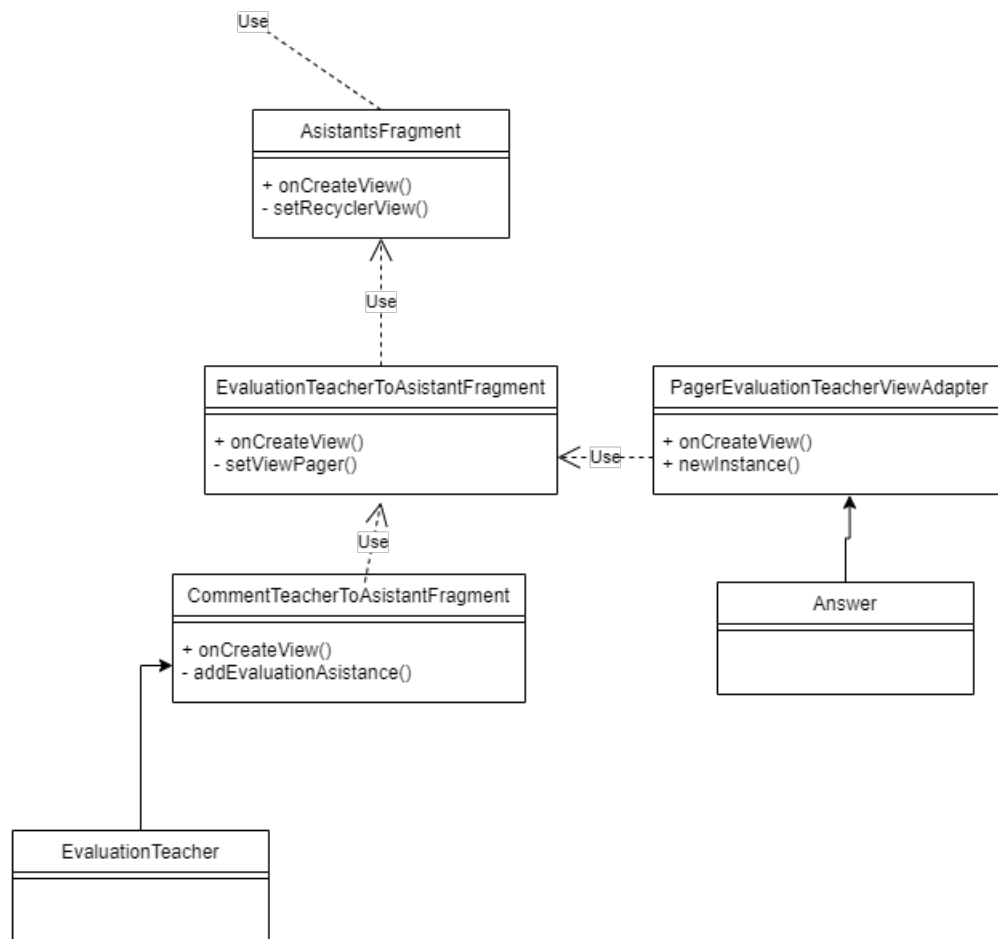 Use
AsistantsFragment
+ onCreateView()
- setRecyclerView()
Use
EvaluationTeacherToAsistantFragment
+ onCreateView()
- setViewPager()
Use
PagerEvaluationTeacherViewAdapter
+ onCreateView()
+ newInstance()
Use
CommentTeacherToAsistantFragment
+ onCreateView()
- addEvaluationAsistance()
Answer
EvaluationTeacher